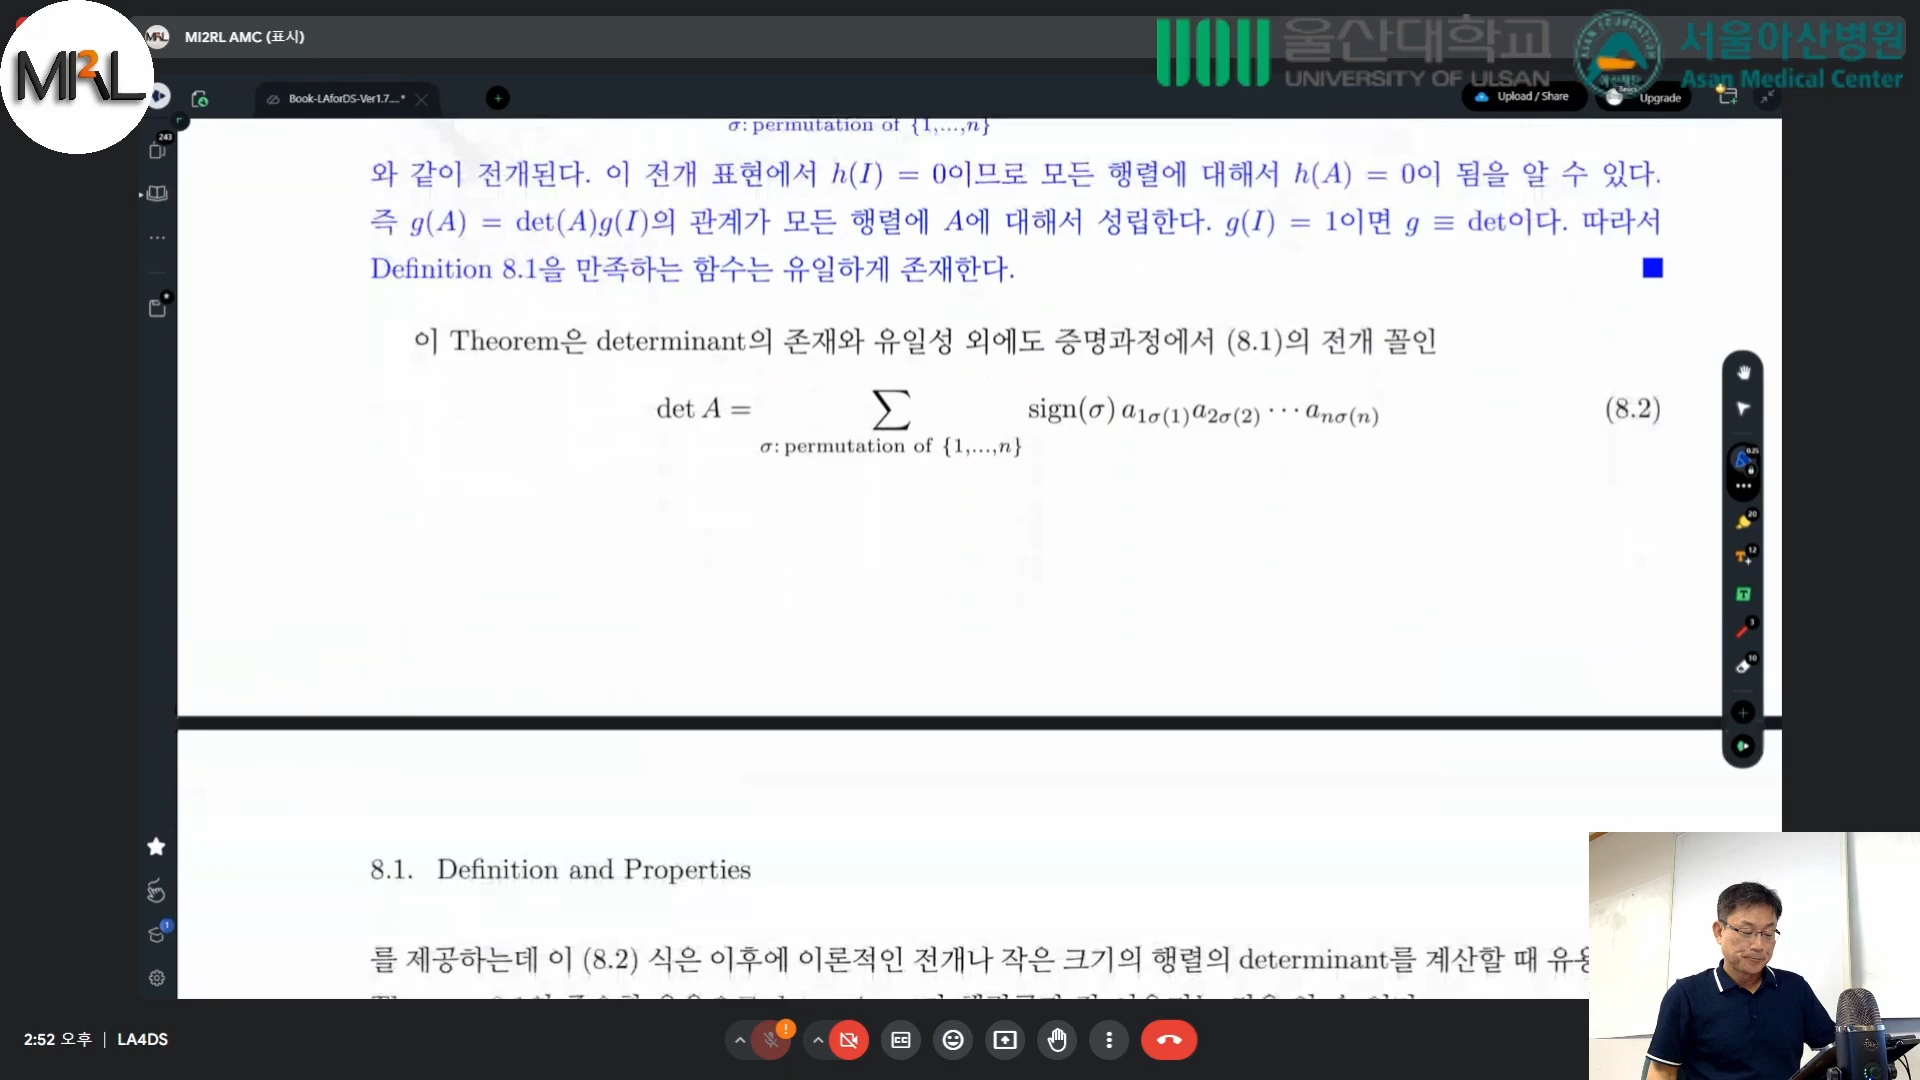 MI2RL
MI2RL AMC (표시)
울산대학교
UNIVERSITY OF ULSAN
서울아산병원
Asan Medical Center
Book-LAforDS-Ver1.7....*
Upload / Share
Upgrade
σ: permutation of {1,...,n}
와 같이 전개된다. 이 전개 표현에서 h(I) = 0이므로 모든 행렬에 대해서 h(A) = 0이 됨을 알 수 있다.
즉 g(A) = det(A)g(I)의 관계가 모든 행렬에 A에 대해서 성립한다. g(I) = 1이면 g ≡ det이다. 따라서
Definition 8.1을 만족하는 함수는 유일하게 존재한다.
이 Theorem은 determinant의 존재와 유일성 외에도 증명과정에서 (8.1)의 전개 꼴인
det A = ∑ sign(σ) a1σ(1)a2σ(2) ··· anσ(n) (8.2)
σ: permutation of {1,...,n}
8.1. Definition and Properties
를 제공하는데 이 (8.2) 식은 이후에 이론적인 전개나 작은 크기의 행렬의 determinant를 계산할 때
243
0.25
20
12
3
10
1
2:52 오후 | LA4DS